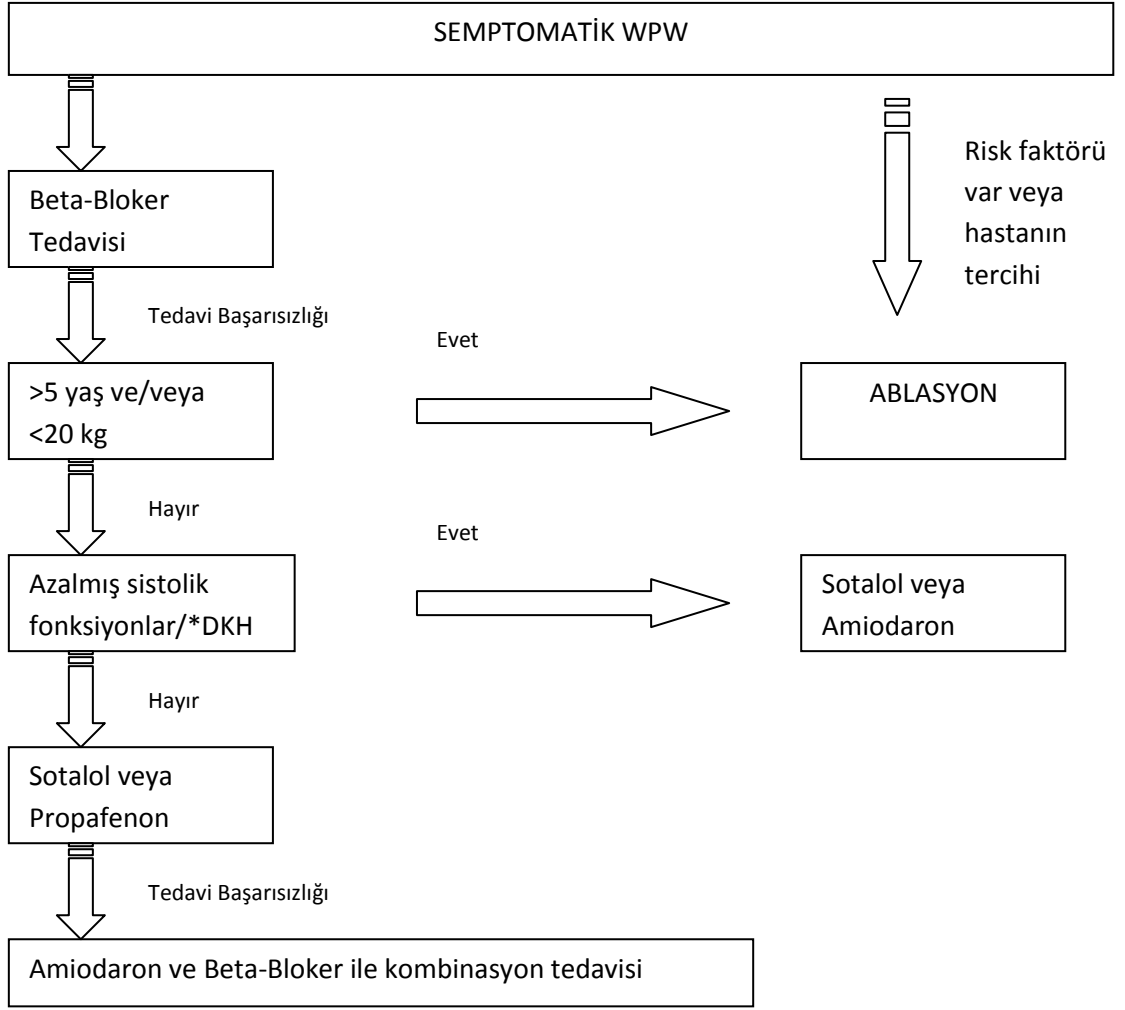 SEMPTOMATİK WPW
Risk faktörü
var veya
hastanın
tercihi
Beta-Bloker
Tedavisi
Tedavi Başarısızlığı
Evet
>5 yaş ve/veya
<20 kg
ABLASYON
Hayır
Evet
Azalmış sistolik
fonksiyonlar/*DKH
Sotalol veya
Amiodaron
Hayır
Sotalol veya
Propafenon
Tedavi Başarısızlığı
Amiodaron ve Beta-Bloker ile kombinasyon tedavisi